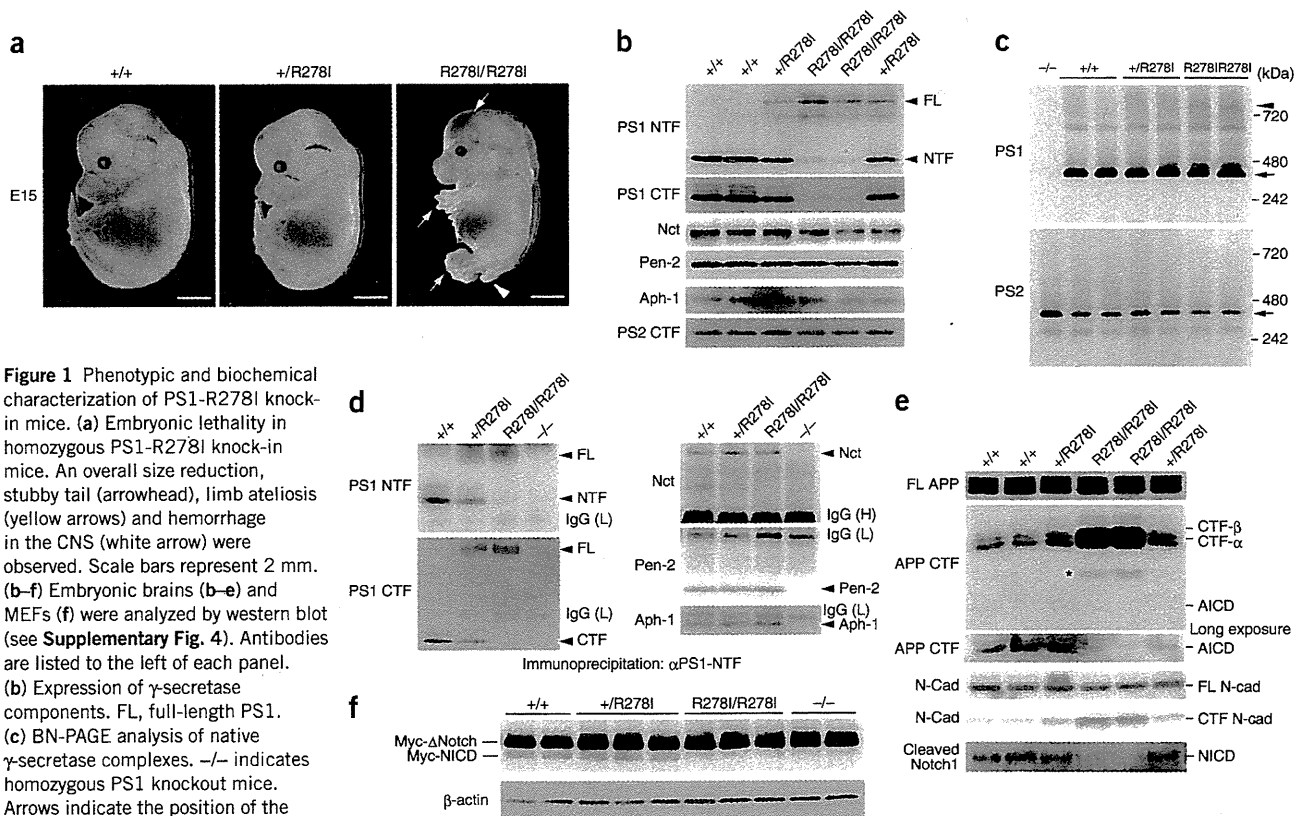 a
+/+
+/R278I
R278I/R278I
E15
b
+/+
+/+
+/R278I
R278I/R278I
R278I/R278I
+/R278I
PS1 NTF
FL
NTF
PS1 CTF
Nct
Pen-2
Aph-1
PS2 CTF
c
−/− +/+ +/R278I R278IR278I (kDa)
PS1
720
480
242
PS2
720
480
242
Figure 1 Phenotypic and biochemical
characterization of PS1-R278I knock-
in mice. (a) Embryonic lethality in
homozygous PS1-R278I knock-in
mice. An overall size reduction,
stubby tail (arrowhead), limb ateliosis
(yellow arrows) and hemorrhage
in the CNS (white arrow) were
observed. Scale bars represent 2 mm.
(b–f) Embryonic brains (b–e) and
MEFs (f) were analyzed by western blot
(see Supplementary Fig. 4). Antibodies
are listed to the left of each panel.
(b) Expression of γ-secretase
components. FL, full-length PS1.
(c) BN-PAGE analysis of native
γ-secretase complexes. −/− indicates
homozygous PS1 knockout mice.
Arrows indicate the position of the
d
+/+
+/R278I
R278I/R278I
−/−
PS1 NTF
FL
NTF
IgG (L)
PS1 CTF
FL
IgG (L)
CTF
+/+
+/R278I
R278I/R278I
−/−
Nct
Nct
IgG (H)
IgG (L)
Pen-2
Pen-2
IgG (L)
Aph-1
Aph-1
Immunoprecipitation: αPS1-NTF
e
+/+
+/+
+/R278I
R278I/R278I
R278I/R278I
+/R278I
FL APP
APP CTF
CTF-β
CTF-α
*
AICD
Long exposure
APP CTF
AICD
N-Cad
FL N-cad
N-Cad
CTF N-cad
Cleaved
Notch1
NICD
f
+/+ +/R278I R278I/R278I −/−
Myc-ΔNotch
Myc-NICD
β-actin